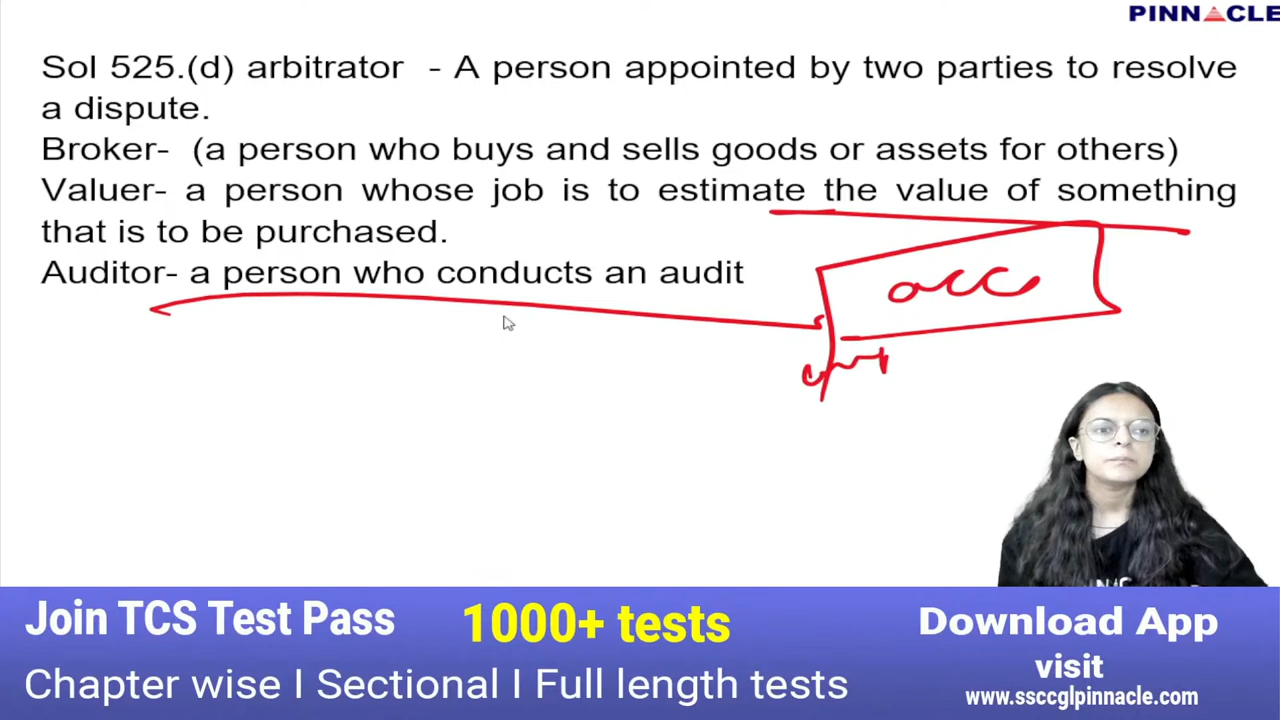 PINNACLE
Sol 525.(d) arbitrator - A person appointed by two parties to resolve
a dispute.
Broker- (a person who buys and sells goods or assets for others)
Valuer- a person whose job is to estimate the value of something
that is to be purchased.
Auditor- a person who conducts an audit
acc
Join TCS Test Pass
1000+ tests
Download App
Chapter wise I Sectional I Full length tests
visit
www.ssccglpinnacle.com